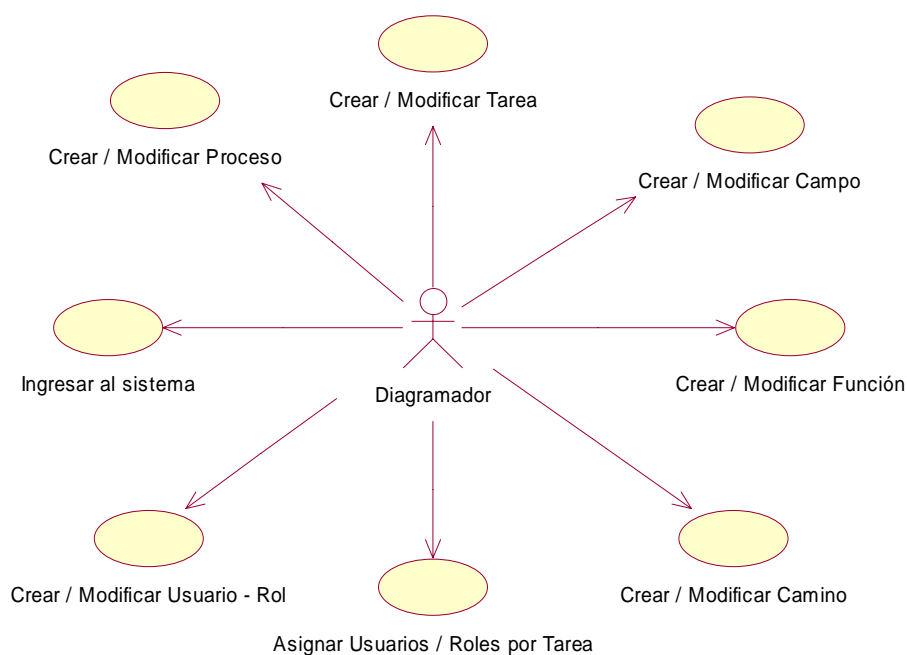 Crear / Modificar Tarea
Crear / Modificar Proceso
Crear / Modificar Campo
Ingresar al sistema
Crear / Modificar Función
Diagramador
Crear / Modificar Usuario - Rol
Crear / Modificar Camino
Asignar Usuarios / Roles por Tarea